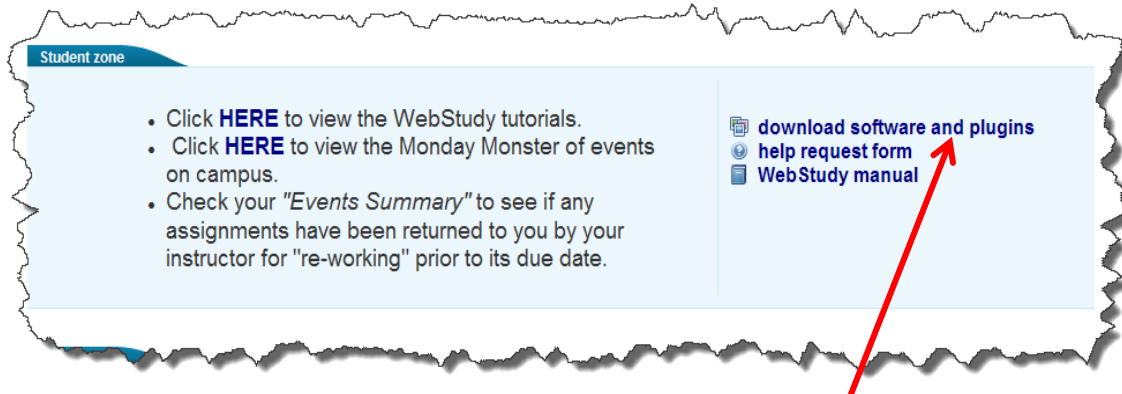 Student zone
• Click HERE to view the WebStudy tutorials.
• Click HERE to view the Monday Monster of events
on campus.
• Check your "Events Summary" to see if any
assignments have been returned to you by your
instructor for "re-working" prior to its due date.
download software and plugins
help request form
WebStudy manual